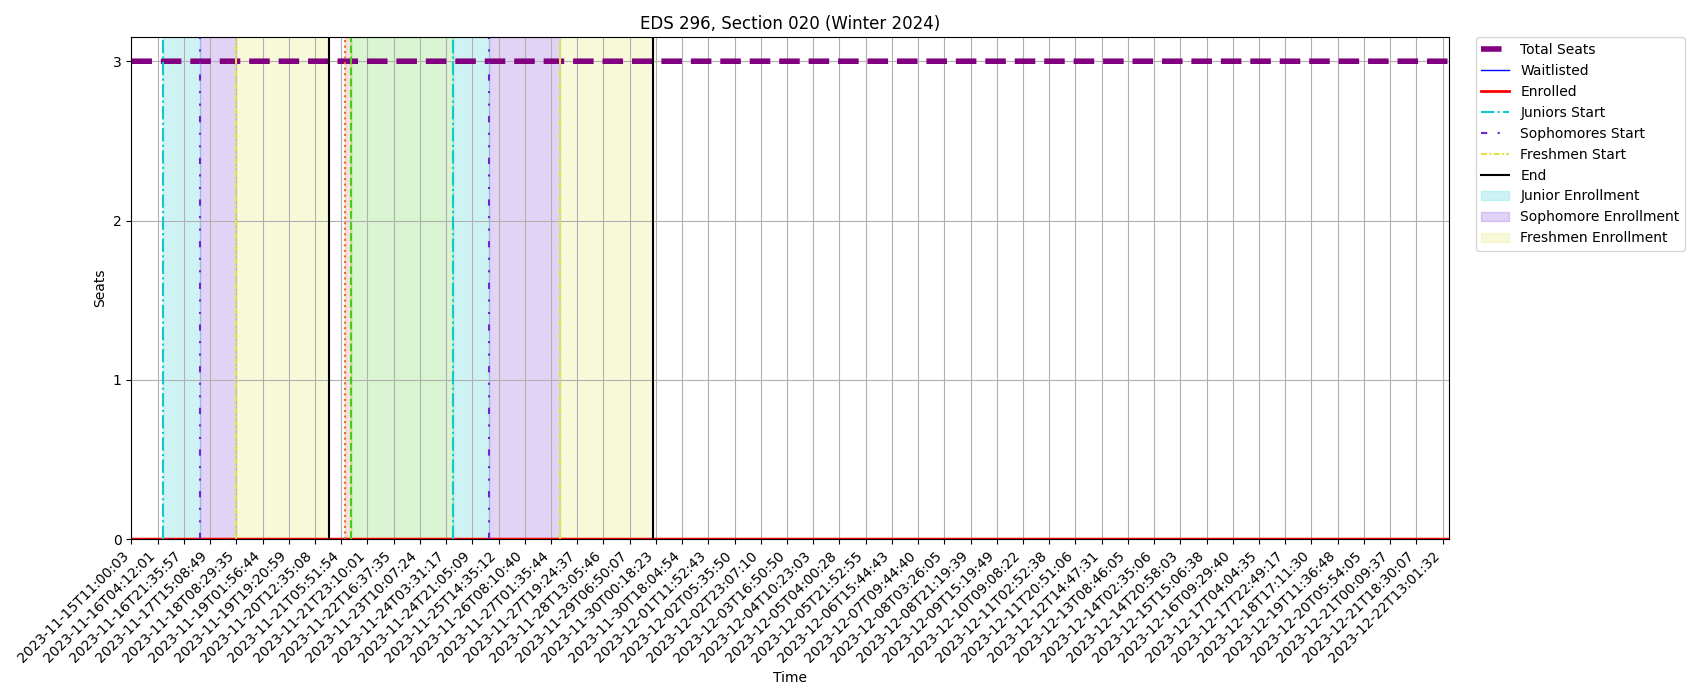 EDS 296, Section 020 (Winter 2024)
Total Seats
Waitlisted
Enrolled
Juniors Start
Sophomores Start
Freshmen Start
End
Junior Enrollment
Sophomore Enrollment
Freshmen Enrollment
Seats
3
2
1
0
2023-11-15T11:00:03
2023-11-16T04:12:01
2023-11-16T21:35:57
2023-11-17T15:08:49
2023-11-18T08:29:35
2023-11-19T01:56:44
2023-11-19T19:20:59
2023-11-20T12:35:08
2023-11-21T05:51:54
2023-11-21T23:10:01
2023-11-22T16:37:35
2023-11-23T10:07:24
2023-11-24T03:31:17
2023-11-24T21:05:09
2023-11-25T14:35:12
2023-11-26T08:10:40
2023-11-27T01:35:44
2023-11-27T19:24:37
2023-11-28T13:05:46
2023-11-29T06:50:07
2023-11-30T00:18:23
2023-11-30T18:04:54
2023-12-01T11:52:43
2023-12-02T05:35:50
2023-12-02T23:07:10
2023-12-03T16:50:50
2023-12-04T10:23:03
2023-12-05T04:00:28
2023-12-05T21:52:55
2023-12-06T15:44:43
2023-12-07T09:44:40
2023-12-08T03:26:05
2023-12-08T21:19:39
2023-12-09T15:19:49
2023-12-10T09:08:22
2023-12-11T02:52:38
2023-12-11T20:51:06
2023-12-12T14:47:31
2023-12-13T08:46:05
2023-12-14T02:35:06
2023-12-14T20:58:03
2023-12-15T15:06:38
2023-12-16T09:29:40
2023-12-17T04:04:35
2023-12-17T22:49:17
2023-12-18T17:11:30
2023-12-19T11:36:48
2023-12-20T05:54:05
2023-12-21T00:09:37
2023-12-21T18:30:07
2023-12-22T13:01:32
Time